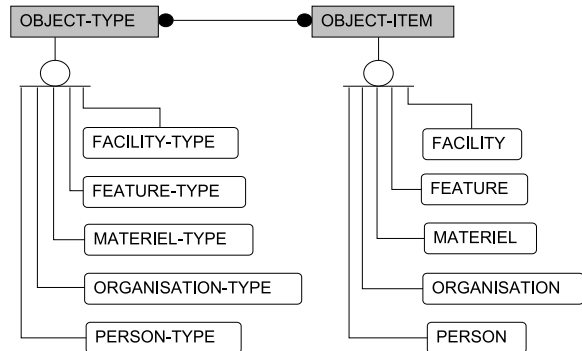 OBJECT-TYPE
OBJECT-ITEM
FACILITY-TYPE
FEATURE-TYPE
MATERIEL-TYPE
ORGANISATION-TYPE
PERSON-TYPE
FACILITY
FEATURE
MATERIEL
ORGANISATION
PERSON